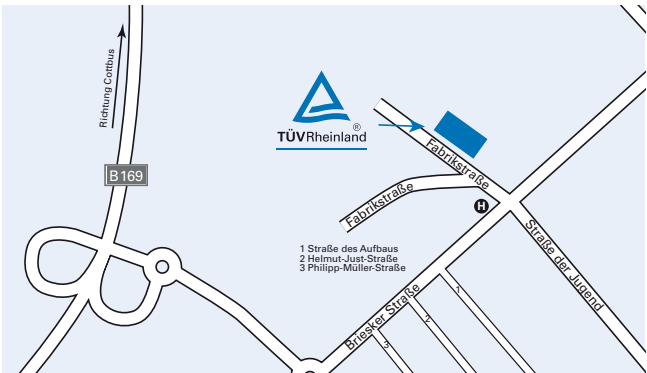 Richtung Cottbus
B 169
®
TÜVRheinland
Fabrikstraße
Fabrikstraße
H
1 Straße des Aufbaus
2 Helmut-Just-Straße
3 Philipp-Müller-Straße
Straße der Jugend
Briesker Straße
1
2
3